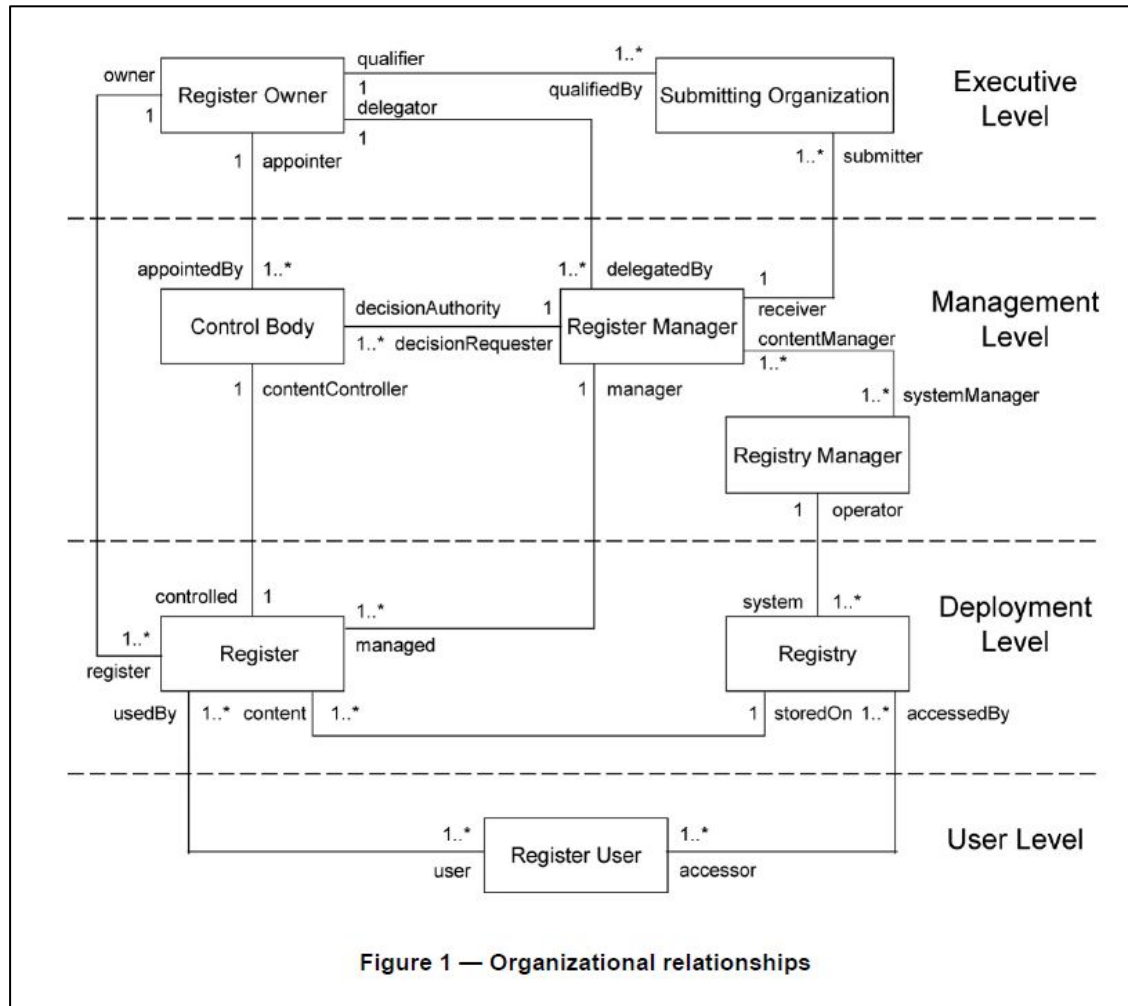 owner
1
Register Owner
qualifier
1
delegator
1
1..*
qualifiedBy
Submitting Organization
Executive
Level
1
appointer
1..*
submitter
appointedBy
1..*
1..*
delegatedBy
Control Body
decisionAuthority
1
1..*
decisionRequester
Register Manager
1
receiver
contentManager
1..*
Management
Level
1
contentController
1
manager
1..*
systemManager
Registry Manager
1
operator
controlled
1
1..*
managed
system
1..*
Deployment
Level
1..*
register
Register
Registry
usedBy
1..*
content
1..*
1
storedOn
1..*
accessedBy
1..*
user
Register User
1..*
accessor
User Level
Figure 1 — Organizational relationships